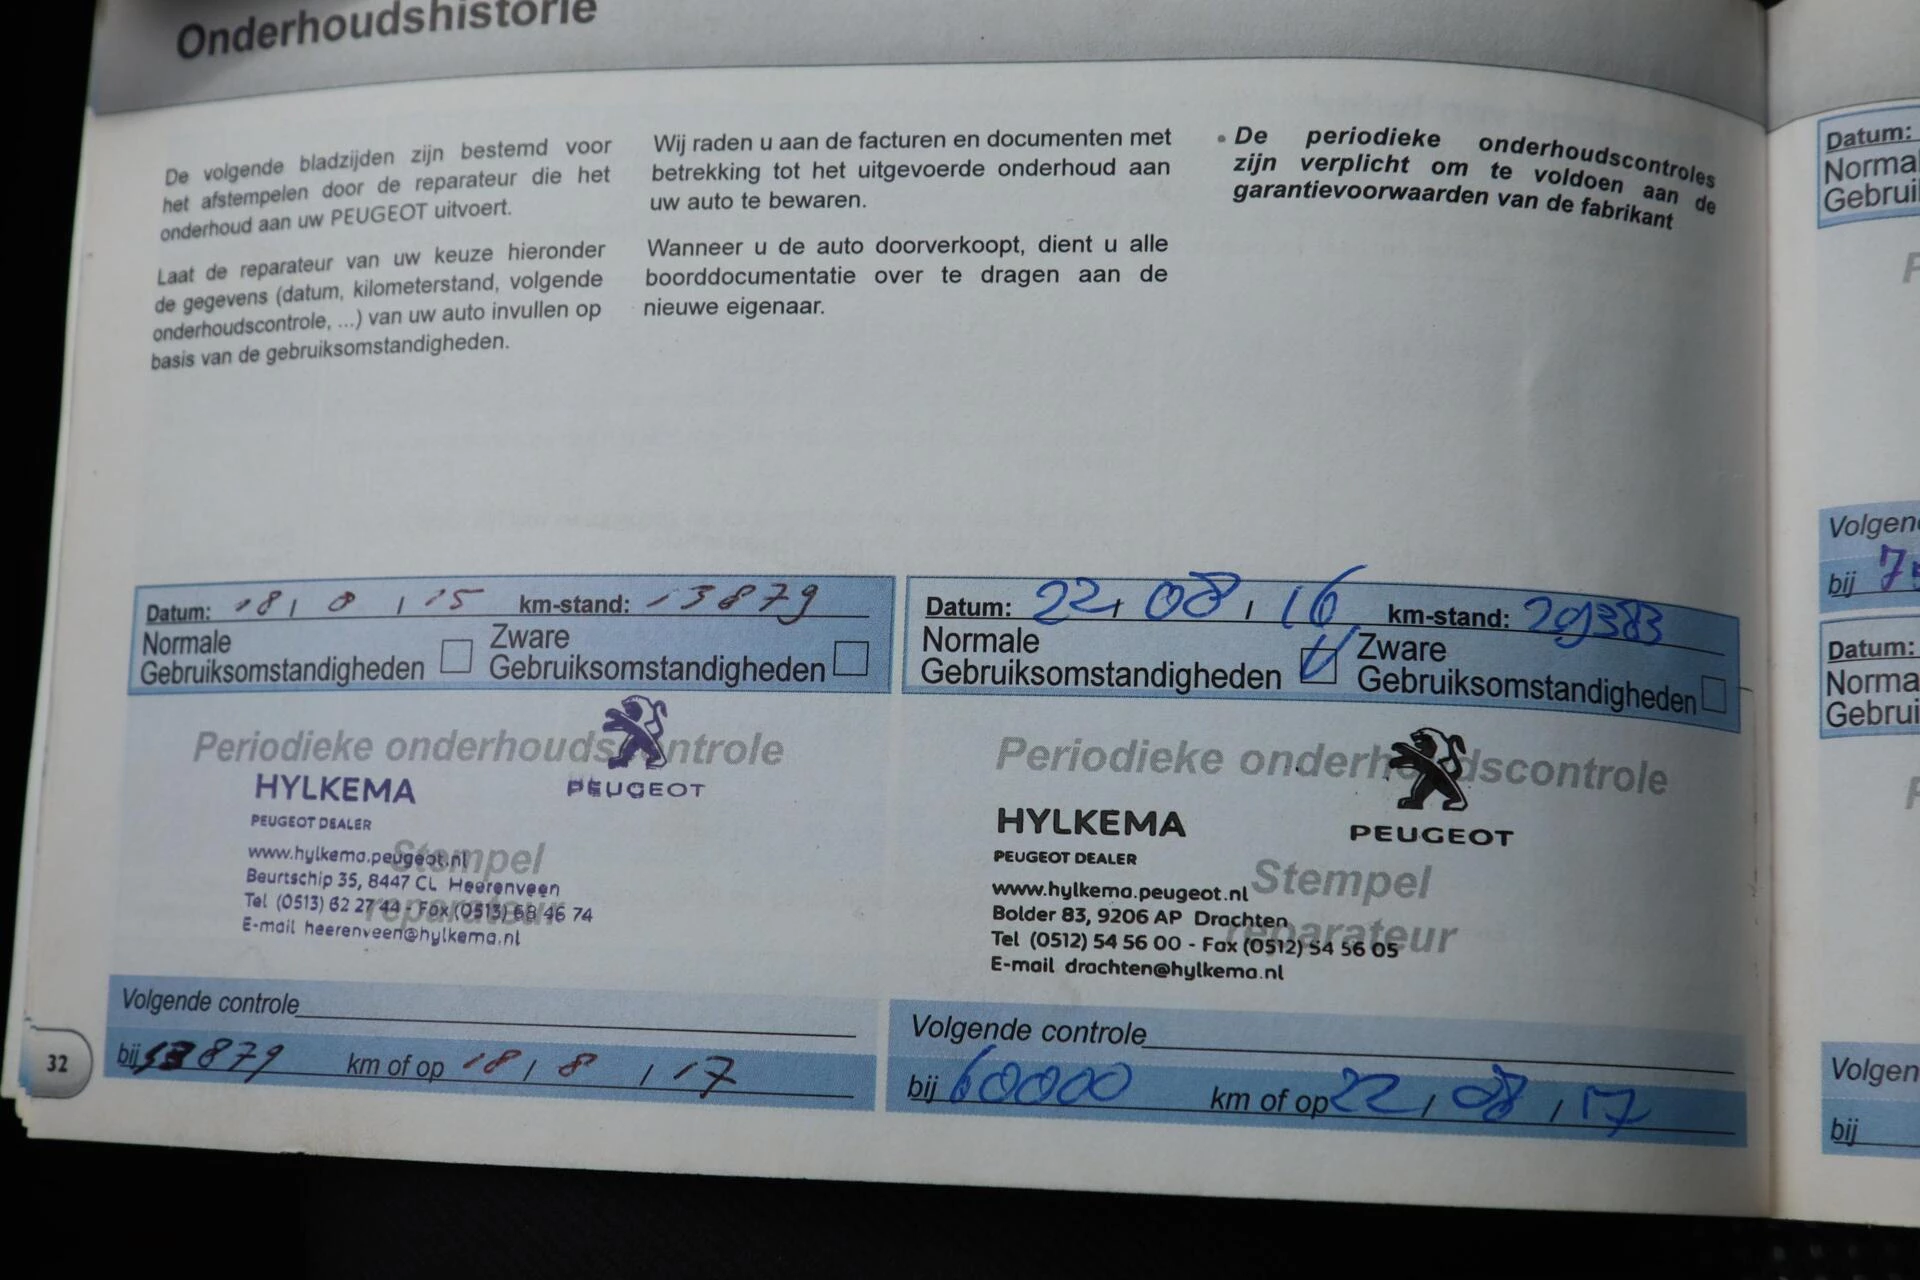 Onderhoudshistorie
De volgende bladzijden zijn bestemd voor
het afstempelen door de reparateur die het
onderhoud aan uw PEUGEOT uitvoert.
Laat de reparateur van uw keuze hieronder
de gegevens (datum, kilometerstand, volgende
onderhoudscontrole, ...) van uw auto invullen op
basis van de gebruiksomstandigheden.
Wij raden u aan de facturen en documenten met
betrekking tot het uitgevoerde onderhoud aan
uw auto te bewaren.
Wanneer u de auto doorverkoopt, dient u alle
boorddocumentatie over te dragen aan de
nieuwe eigenaar.
• De periodieke onderhoudscontroles
zijn verplicht om te voldoen aan de
garantievoorwaarden van de fabrikant
Datum: 18 / 8 / 15 km-stand: 13879
Normale
Gebruiksomstandigheden
Zware
Gebruiksomstandigheden
Periodieke onderhoudscontrole
PEUGEOT
HYLKEMA
PEUGEOT DEALER
Stempel
reparateur
www.hylkema.peugeot.nl
Beurtschip 35, 8447 CL Heerenveen
Tel (0513) 62 27 44 - Fax (0513) 68 46 74
E-mail heerenveen@hylkema.nl
Volgende controle
bij 879 km of op 18 / 8 / 17
Datum: 22 / 08 / 16 km-stand: 29383
Normale
Gebruiksomstandigheden
Zware
Gebruiksomstandigheden
Periodieke onderhoudscontrole
PEUGEOT
HYLKEMA
PEUGEOT DEALER
Stempel
reparateur
www.hylkema.peugeot.nl
Bolder 83, 9206 AP Drachten
Tel (0512) 54 56 00 - Fax (0512) 54 56 05
E-mail drachten@hylkema.nl
Volgende controle
bij 60000 km of op 22 / 08 / 17
32
Datum:
Norma
Gebrui
Volgen
bij
Datum:
Norma
Gebrui
Volgen
bij